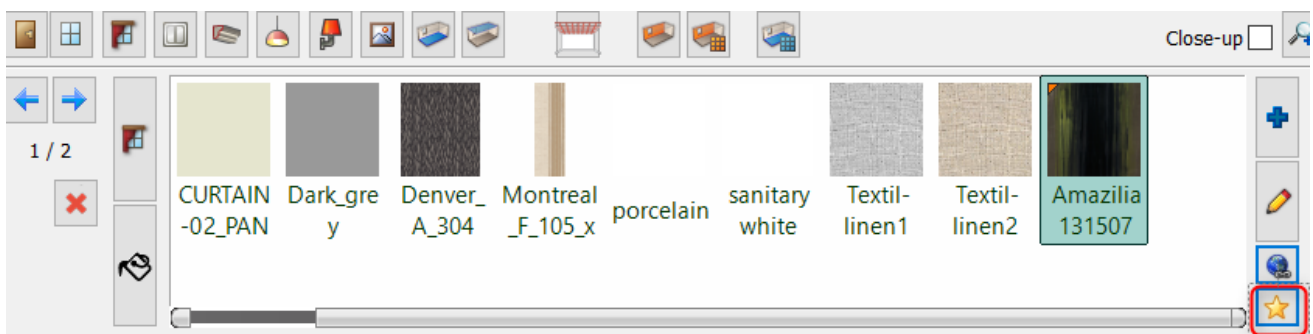 Close-up
1 / 2
CURTAIN
-02_PAN
Dark_gre
y
Denver_
A_304
Montreal
_F_105_x
porcelain
sanitary
white
Textil-
linen1
Textil-
linen2
Amazilia
131507